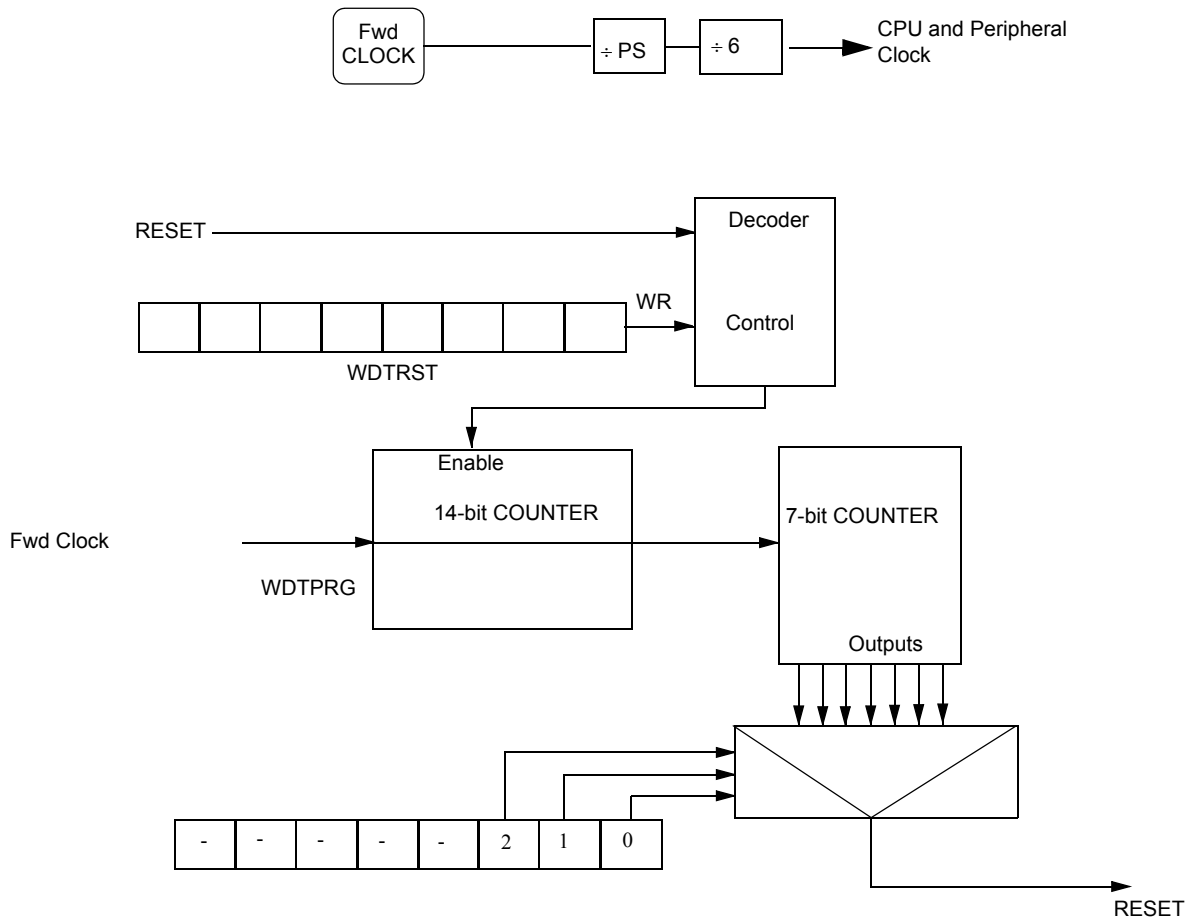 Fwd
CLOCK
÷ PS
÷ 6
CPU and Peripheral
Clock
RESET
Decoder
WR
Control
WDTRST
Enable
14-bit COUNTER
7-bit COUNTER
Fwd Clock
WDTPRG
Outputs
- - - - - 2 1 0
RESET